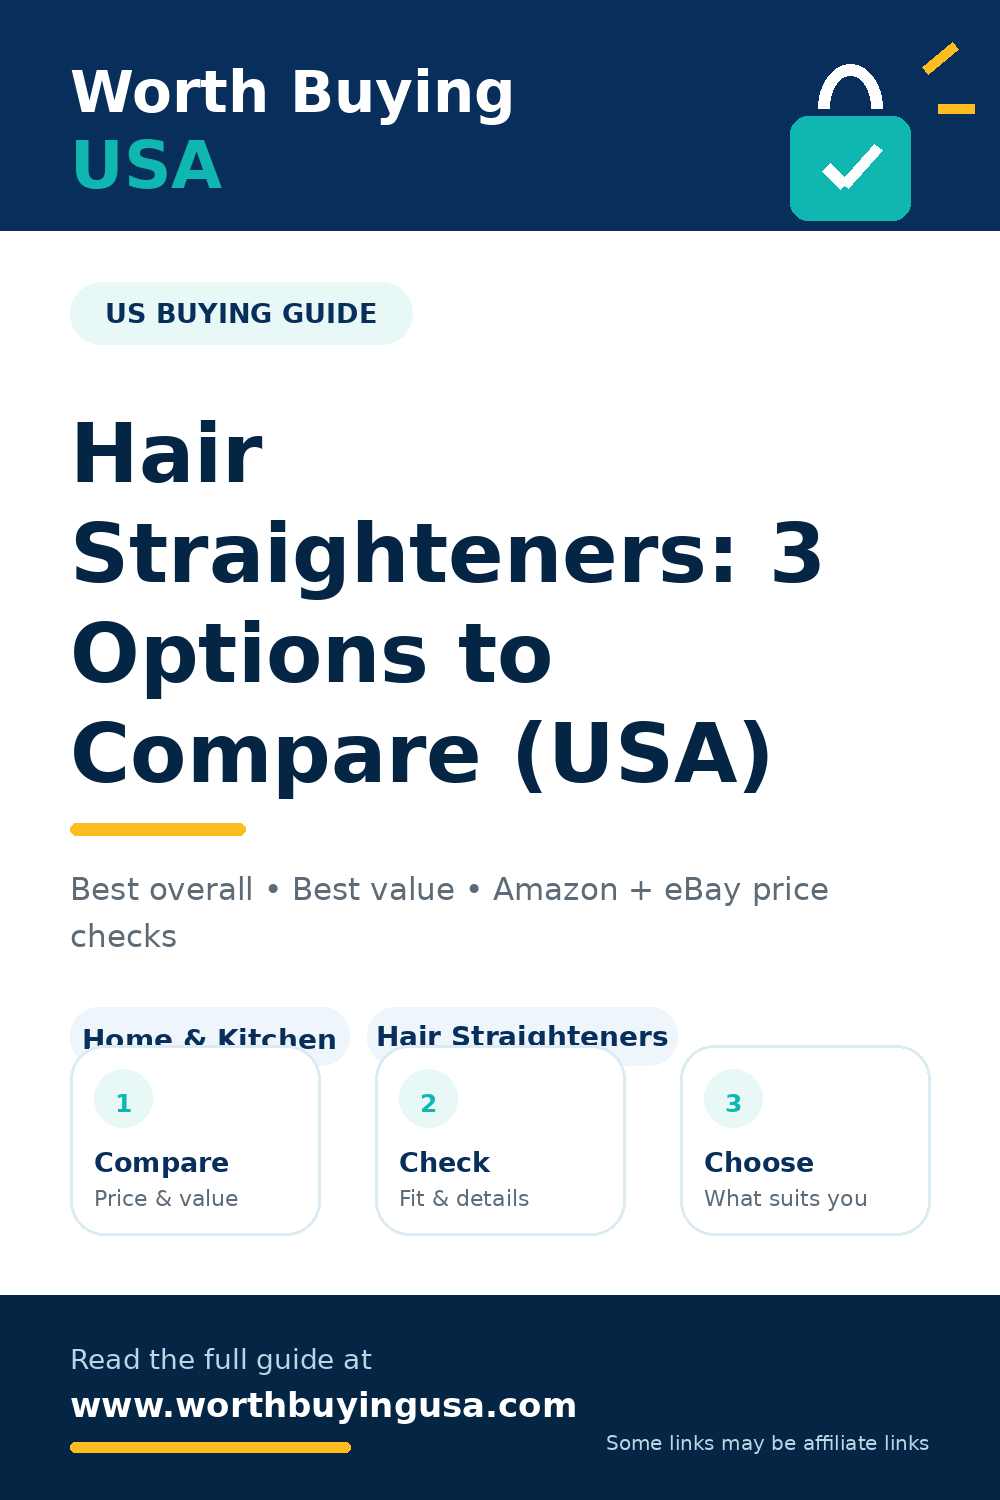 Worth Buying
USA
US BUYING GUIDE
Hair
Straighteners: 3
Options to
Compare (USA)
Best overall • Best value • Amazon + eBay price
checks
Home & Kitchen
Hair Straighteners
1
Compare
Price & value
2
Check
Fit & details
3
Choose
What suits you
Read the full guide at
www.worthbuyingusa.com
Some links may be affiliate links